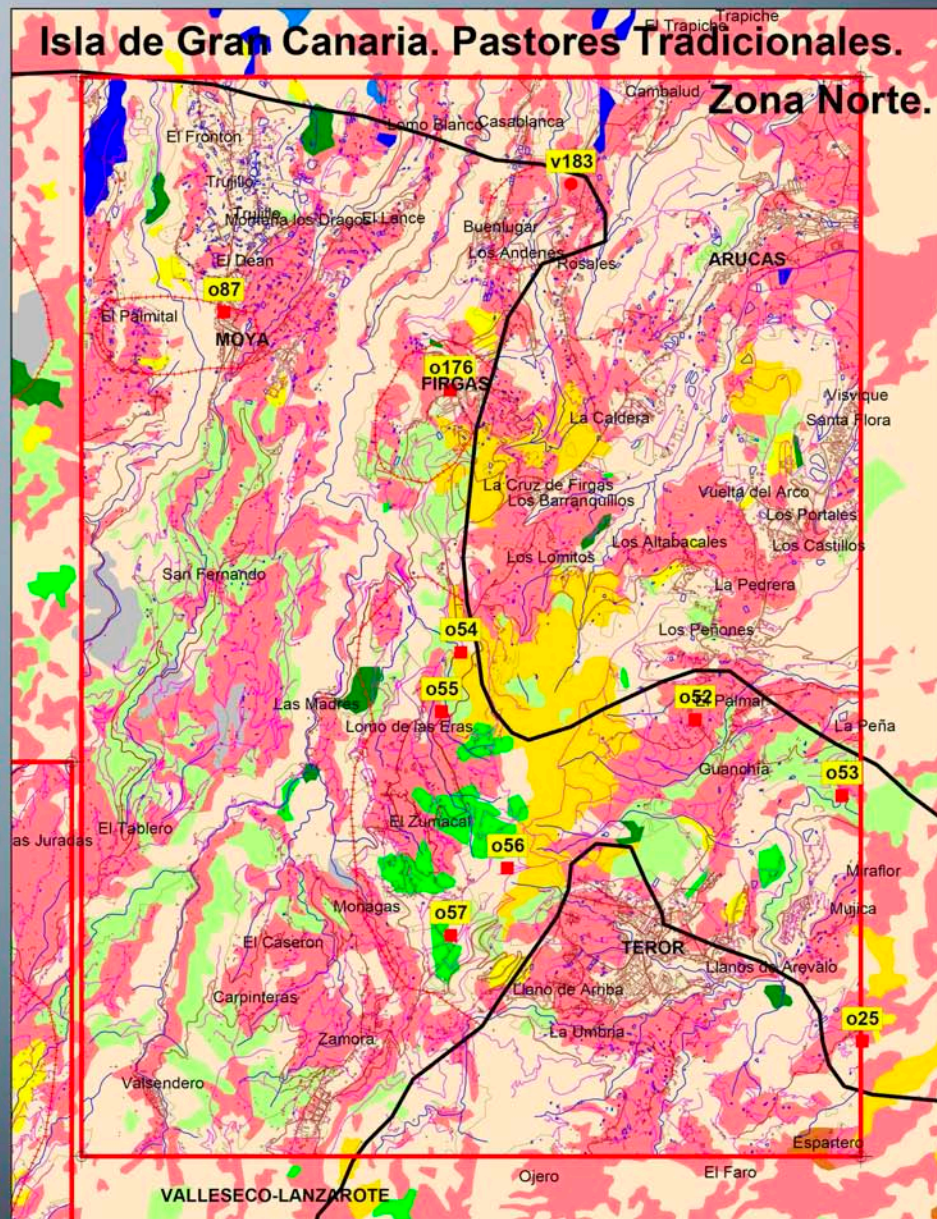 El Trapiche Trapiche
Isla de Gran Canaria. Pastores Tradicionales.
Zona Norte.
Cambalud
Lomo Blanco Casablanca
El Frontón
v183
Trujillo
Trujillo
Montaña los Dragos El Lance
Buenlugar
Los Andenes
Rosales
ARUCAS
El Dean
o87
El Palmital
MOYA
o176
FIRGAS
La Caldera
Visvique
Santa Flora
La Cruz de Firgas
Los Barranquillos
Vuelta del Arco
Los Portales
Los Lomitos
Los Altabacales
Los Castillos
San Fernando
La Pedrera
o54
Los Peñones
o55
o52
El Palmar
Las Madres
Lomo de las Eras
La Peña
Guanchia
o53
El Tablero
as Juradas
El Zumacal
o56
Miraflor
Monagas
Mujica
o57
El Caseron
TEROR
Llanos de Arevalo
Carpinteras
Llano de Arriba
o25
Zamora
La Umbria
Valsendero
Espartero
Ojero
El Faro
VALLESECO-LANZAROTE